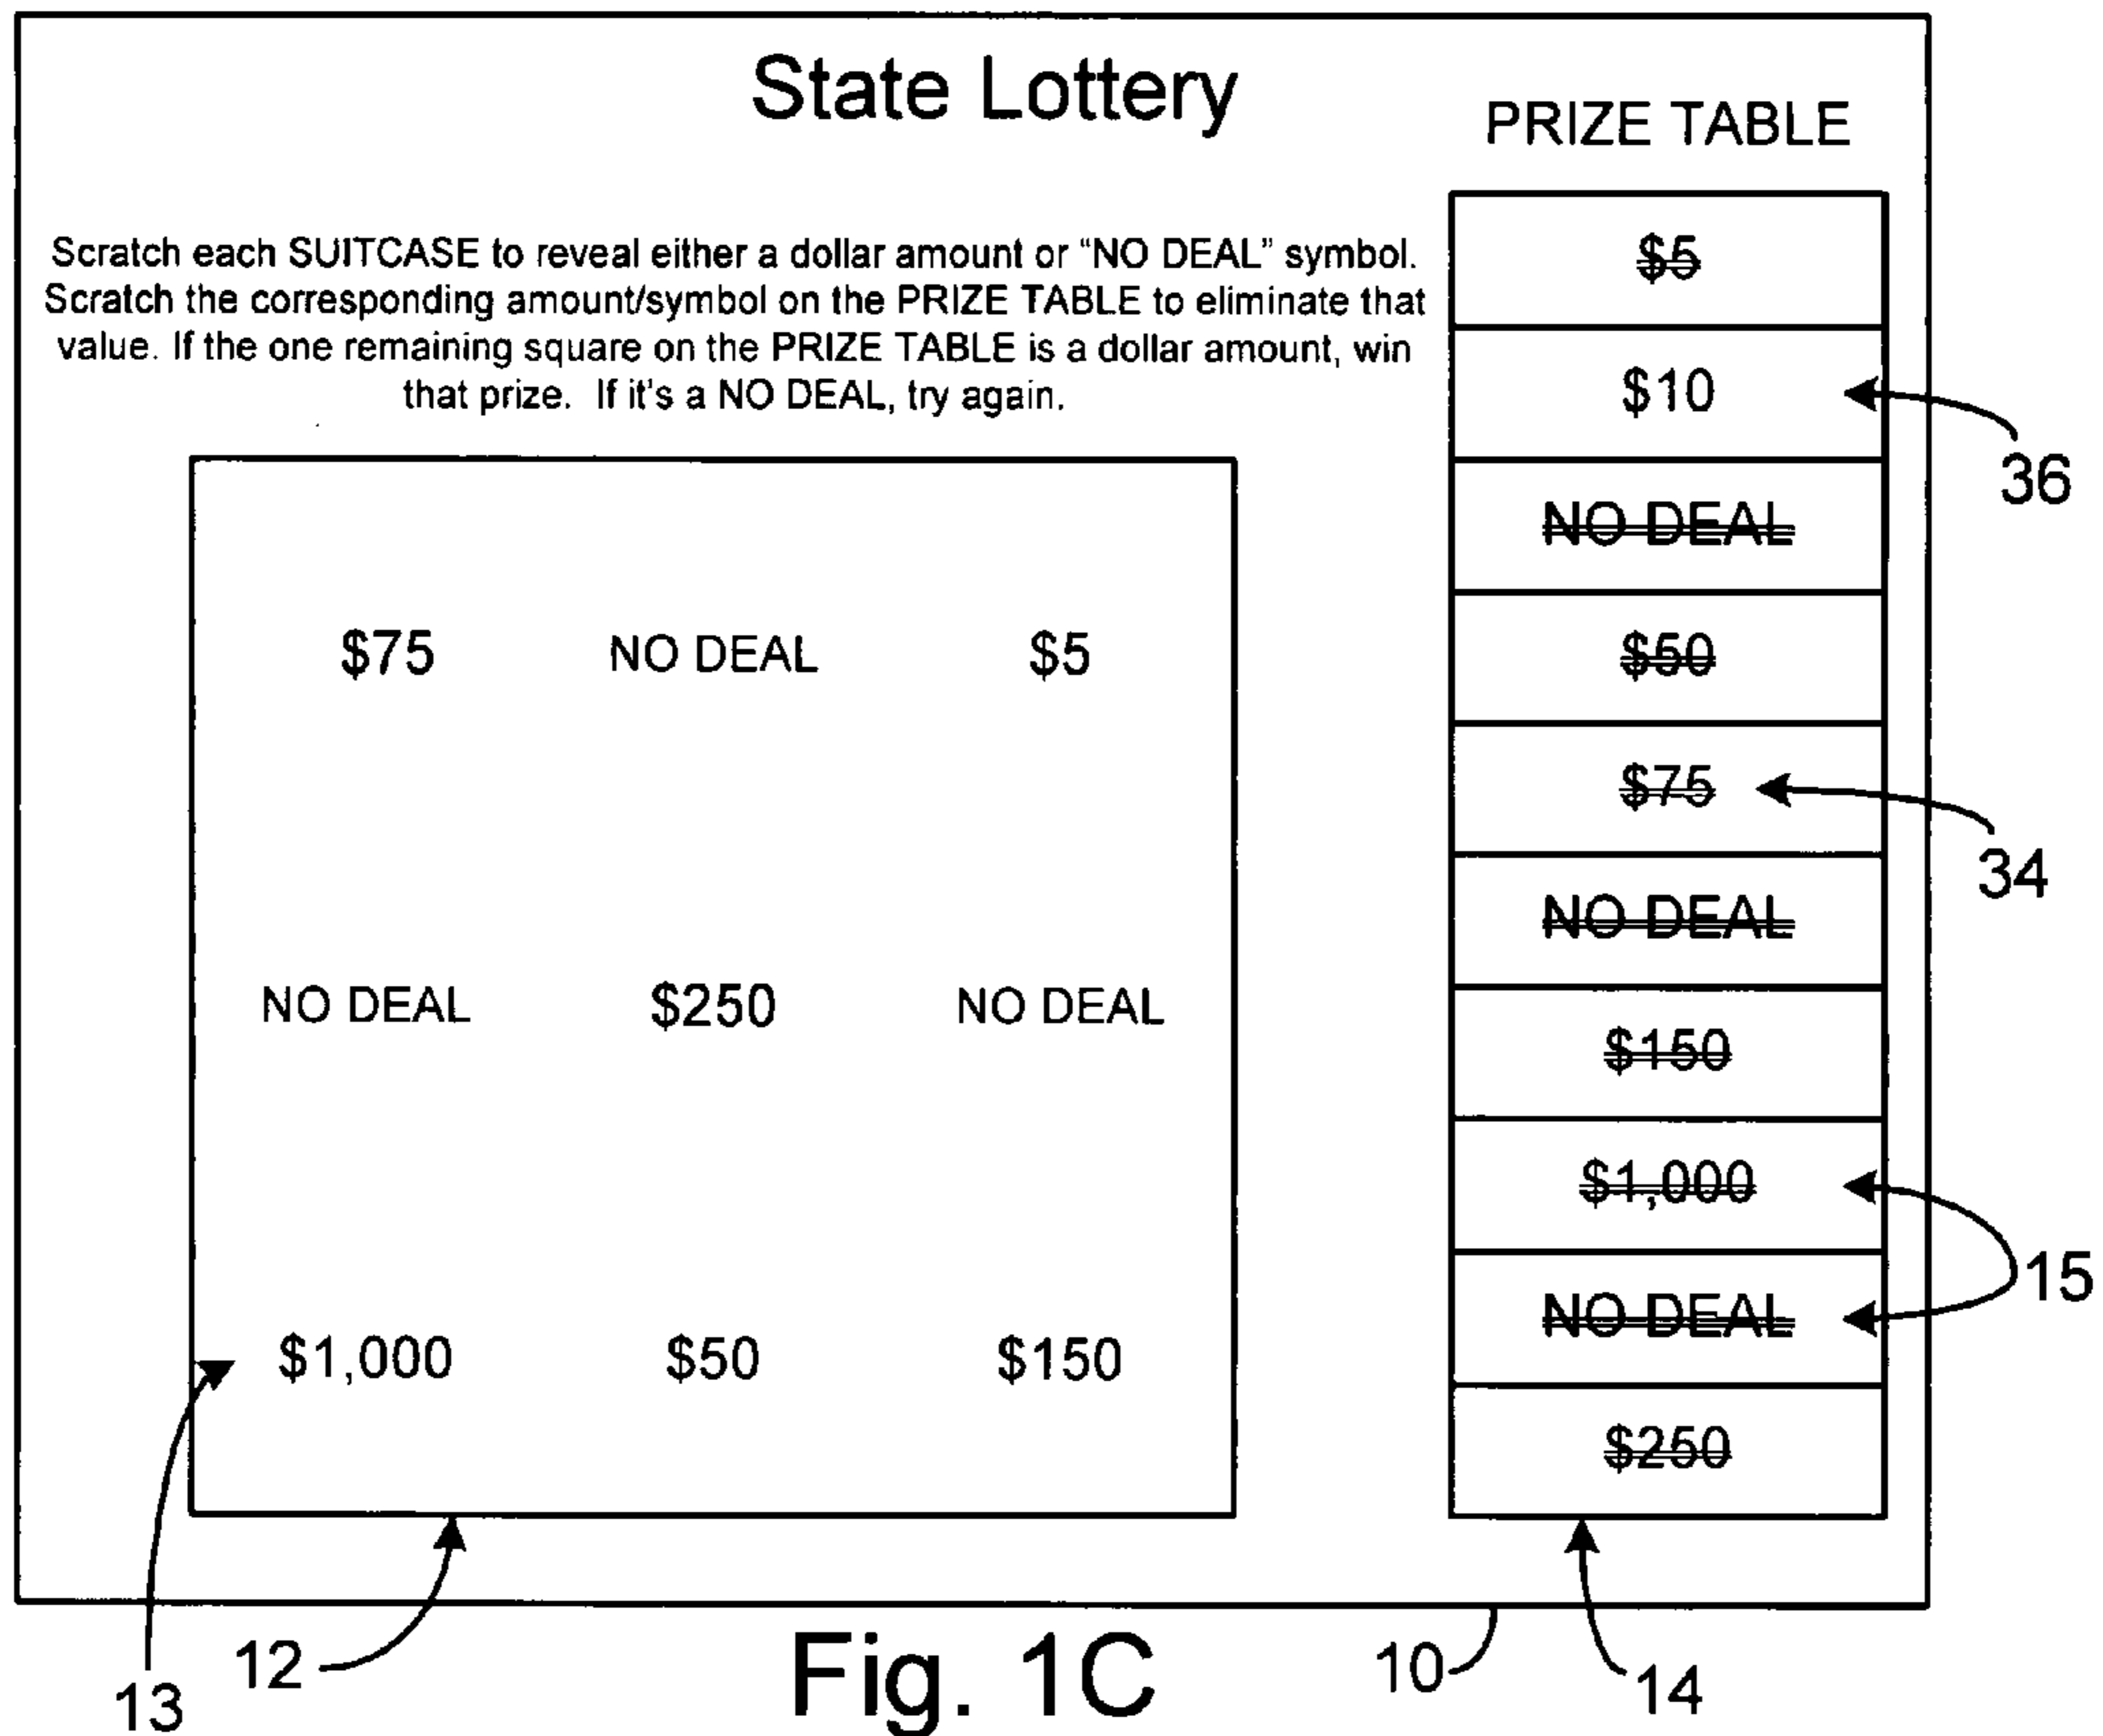 State Lottery
PRIZE TABLE
Scratch each SUITCASE to reveal either a dollar amount or “NO DEAL” symbol.
Scratch the corresponding amount/symbol on the PRIZE TABLE to eliminate that
value. If the one remaining square on the PRIZE TABLE is a dollar amount, win
that prize. If it's a NO DEAL, try again.
$75 NO DEAL $5
NO DEAL $250 NO DEAL
$1,000 $50 $150
$5
$10
NO DEAL
$50
$75
NO DEAL
$150
$1,000
NO DEAL
$250
36
34
15
13
12
10
14
Fig. 1C